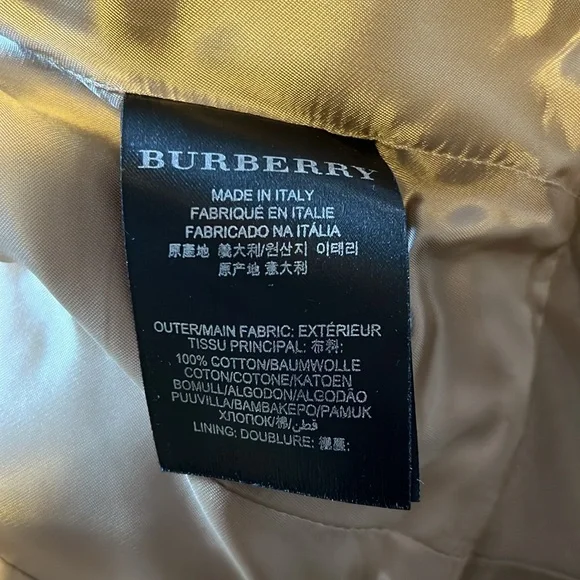 BURBERRY
MADE IN ITALY
FABRIQUÉ EN ITALIE
FABRICADO NA ITÁLIA
原產地 義大利/원산지 이태리
原产地 意大利
OUTER/MAIN FABRIC: EXTÉRIEUR
TISSU PRINCIPAL: 布料:
100% COTTON/BAUMWOLLE
COTON/COTONE/KATOEN
BOMULL/ALGODON/ALGODÃO
PUUVILLA/BAMBAKEPO/PAMUK
ХЛОПОК/棉/قطن/
LINING: DOUBLURE: